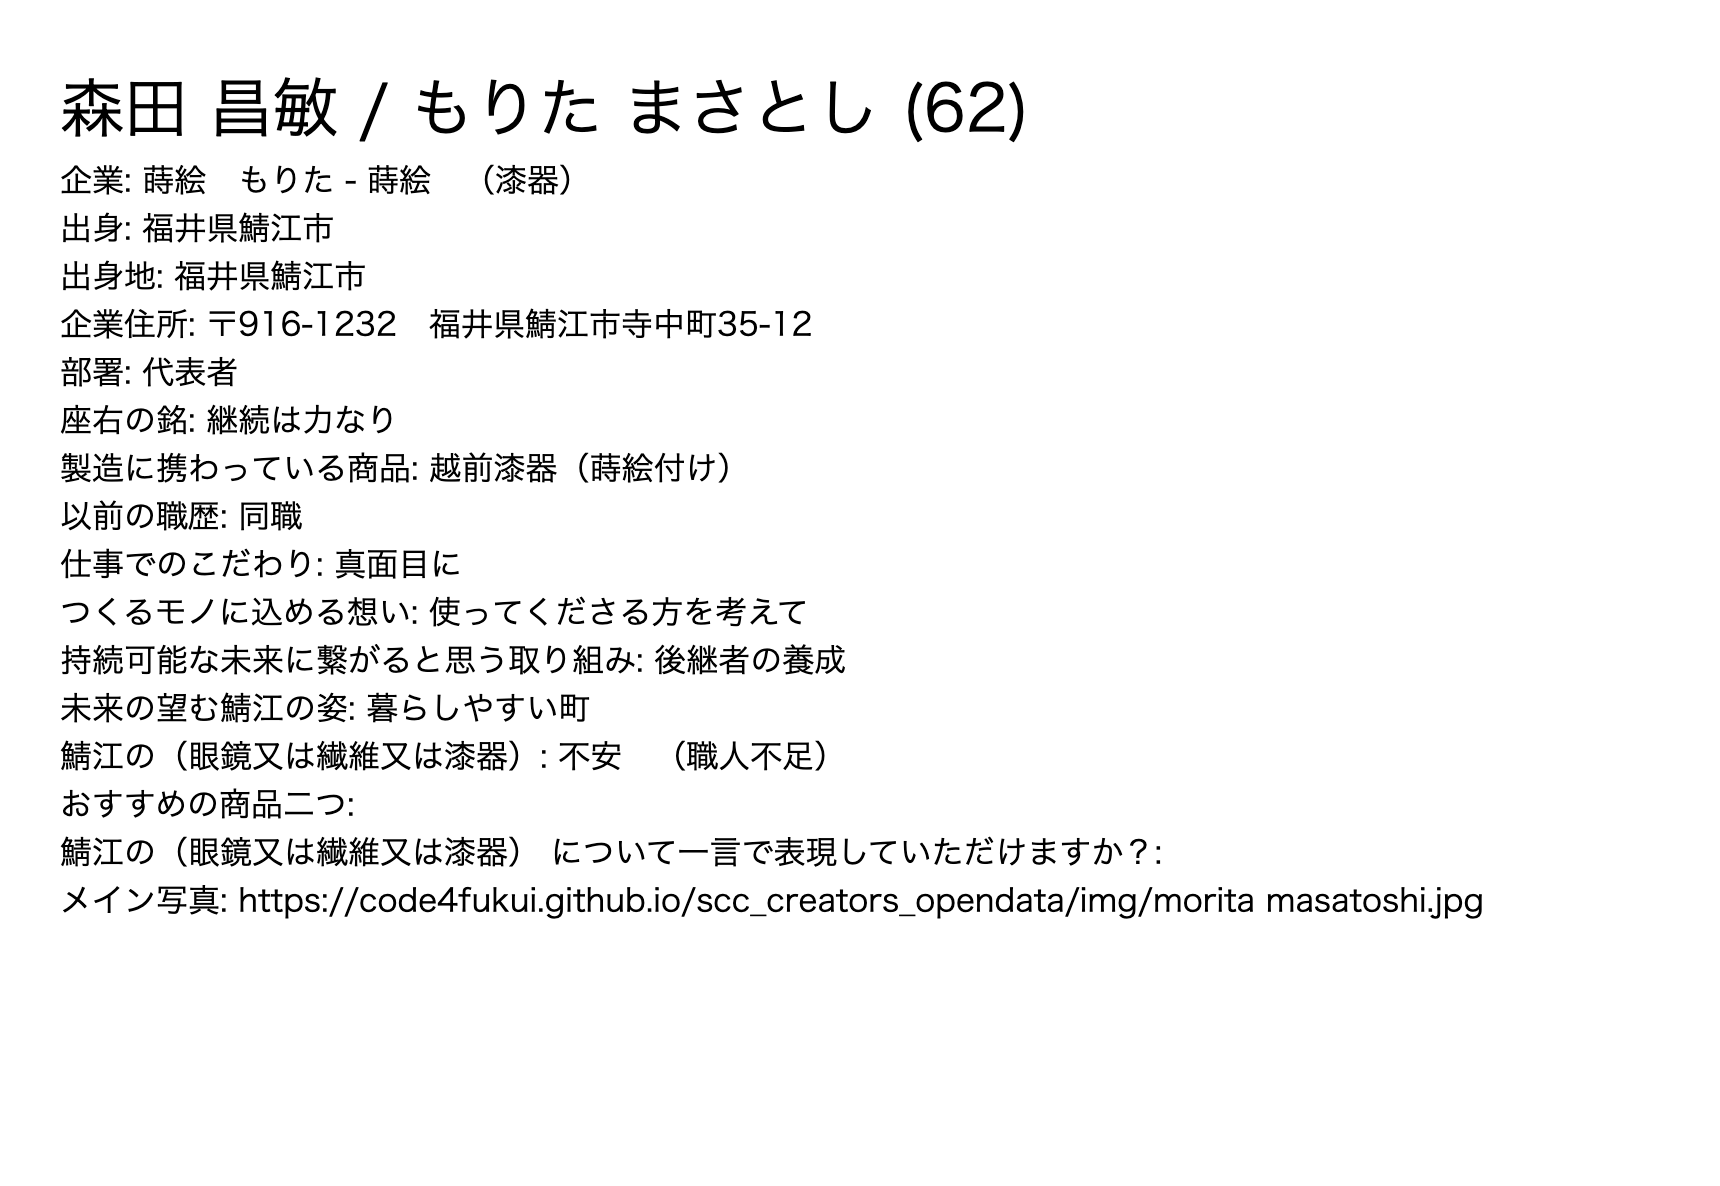 森田 昌敏 / もりた まさとし (62)
企業: 蒔絵　もりた - 蒔絵　（漆器）
出身: 福井県鯖江市
出身地: 福井県鯖江市
企業住所: 〒916-1232　福井県鯖江市寺中町35-12
部署: 代表者
座右の銘: 継続は力なり
製造に携わっている商品: 越前漆器（蒔絵付け）
以前の職歴: 同職
仕事でのこだわり: 真面目に
つくるモノに込める想い: 使ってくださる方を考えて
持続可能な未来に繋がると思う取り組み: 後継者の養成
未来の望む鯖江の姿: 暮らしやすい町
鯖江の（眼鏡又は繊維又は漆器）: 不安　（職人不足）
おすすめの商品二つ:
鯖江の（眼鏡又は繊維又は漆器） について一言で表現していただけますか？:
メイン写真: https://code4fukui.github.io/scc_creators_opendata/img/morita masatoshi.jpg